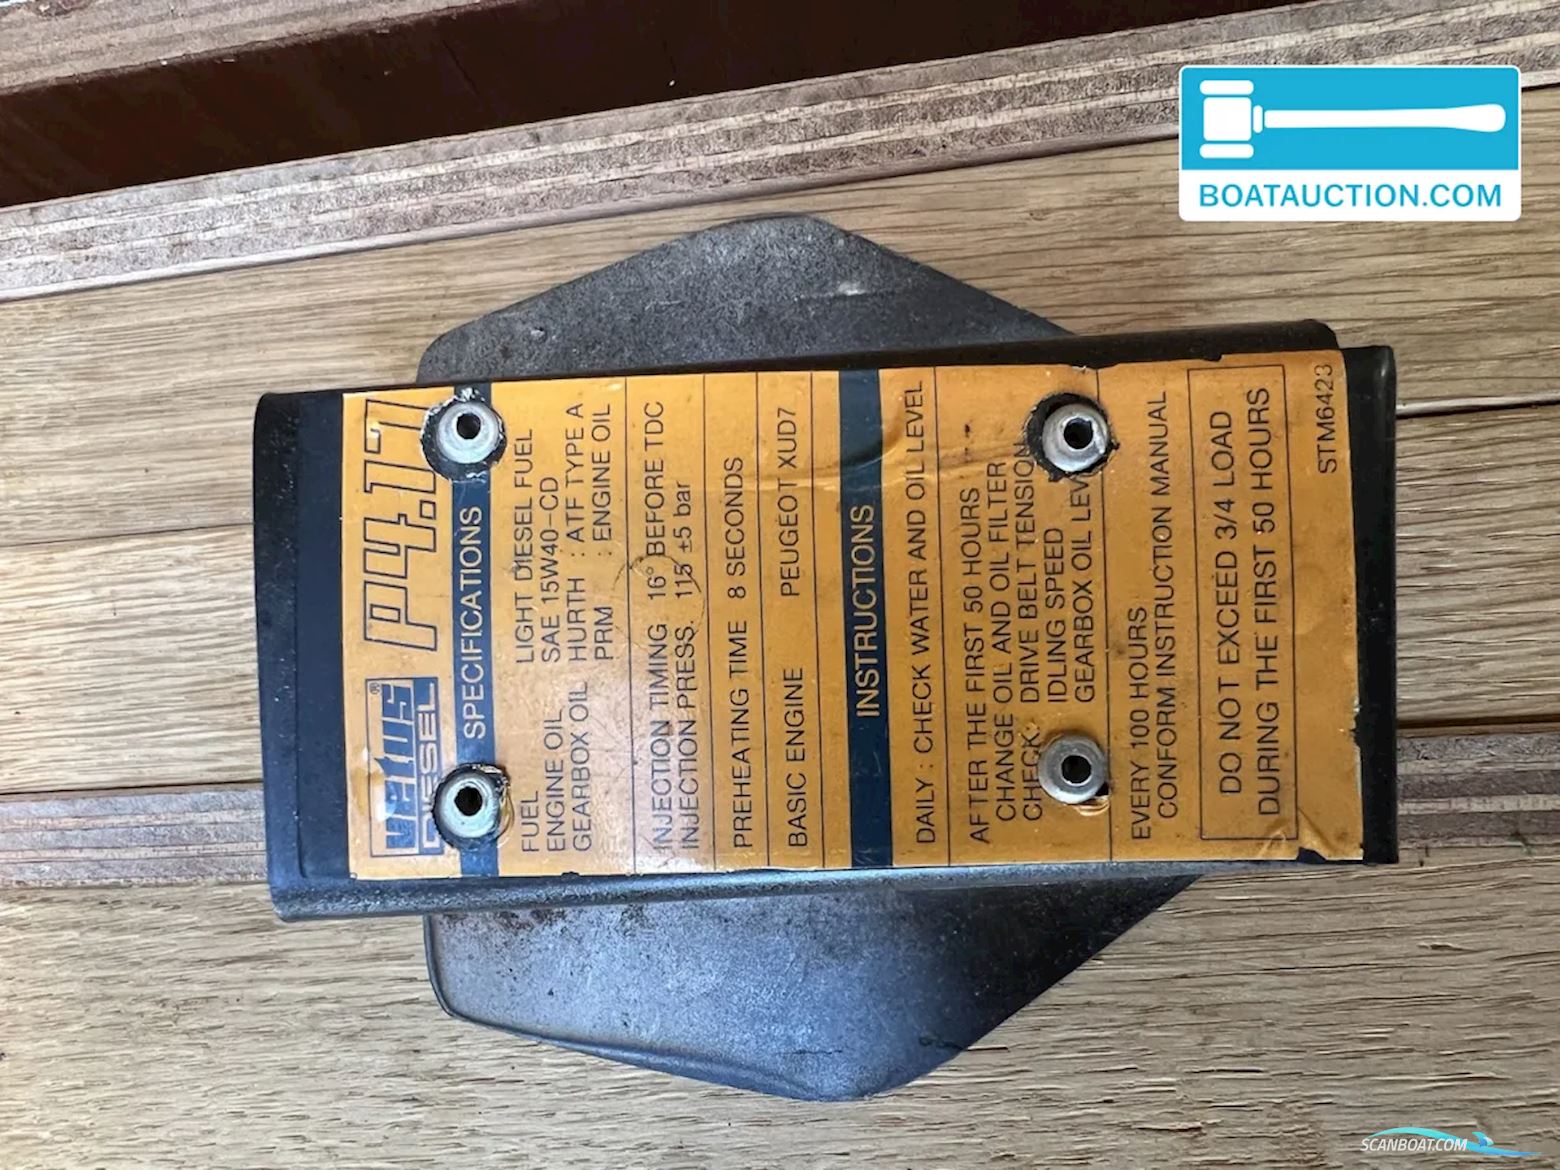 vetus®
DIESEL
P4.17
SPECIFICATIONS
FUEL LIGHT DIESEL FUEL
ENGINE OIL SAE 15W40-CD
GEARBOX OIL HURTH : ATF TYPE A
PRM : ENGINE OIL
INJECTION TIMING 16° BEFORE TDC
INJECTION PRESS. 115 ±5 bar
PREHEATING TIME 8 SECONDS
BASIC ENGINE PEUGEOT XUD7
INSTRUCTIONS
DAILY : CHECK WATER AND OIL LEVEL
AFTER THE FIRST 50 HOURS
CHANGE OIL AND OIL FILTER
CHECK: DRIVE BELT TENSION
IDLING SPEED
GEARBOX OIL LEV
EVERY 100 HOURS
CONFORM INSTRUCTION MANUAL
DO NOT EXCEED 3/4 LOAD
DURING THE FIRST 50 HOURS
STM6423
BOATAUCTION.COM
SCANBOAT.COM